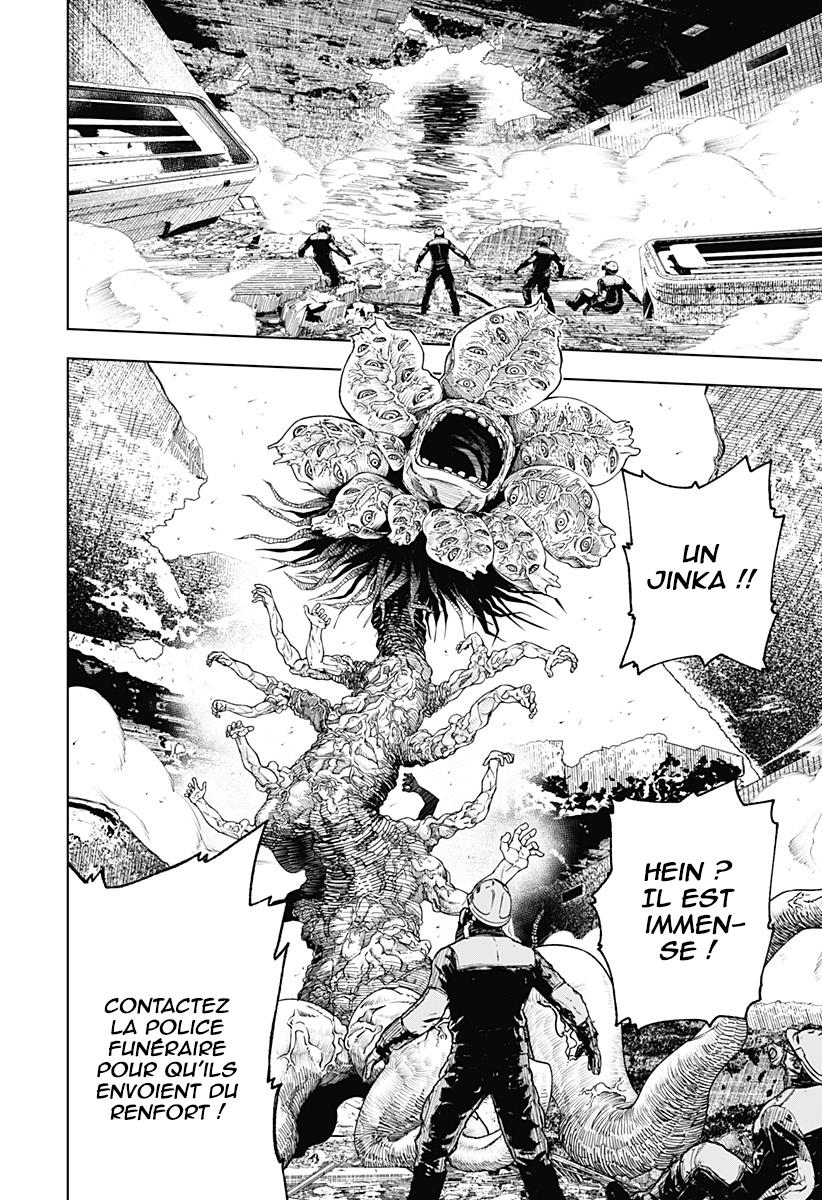 UN
JINKA !!
HEIN ?
IL EST
IMMEN-
SE !
CONTACTEZ
LA POLICE
FUNÉRAIRE
POUR QU'ILS
ENVOIENT DU
RENFORT !